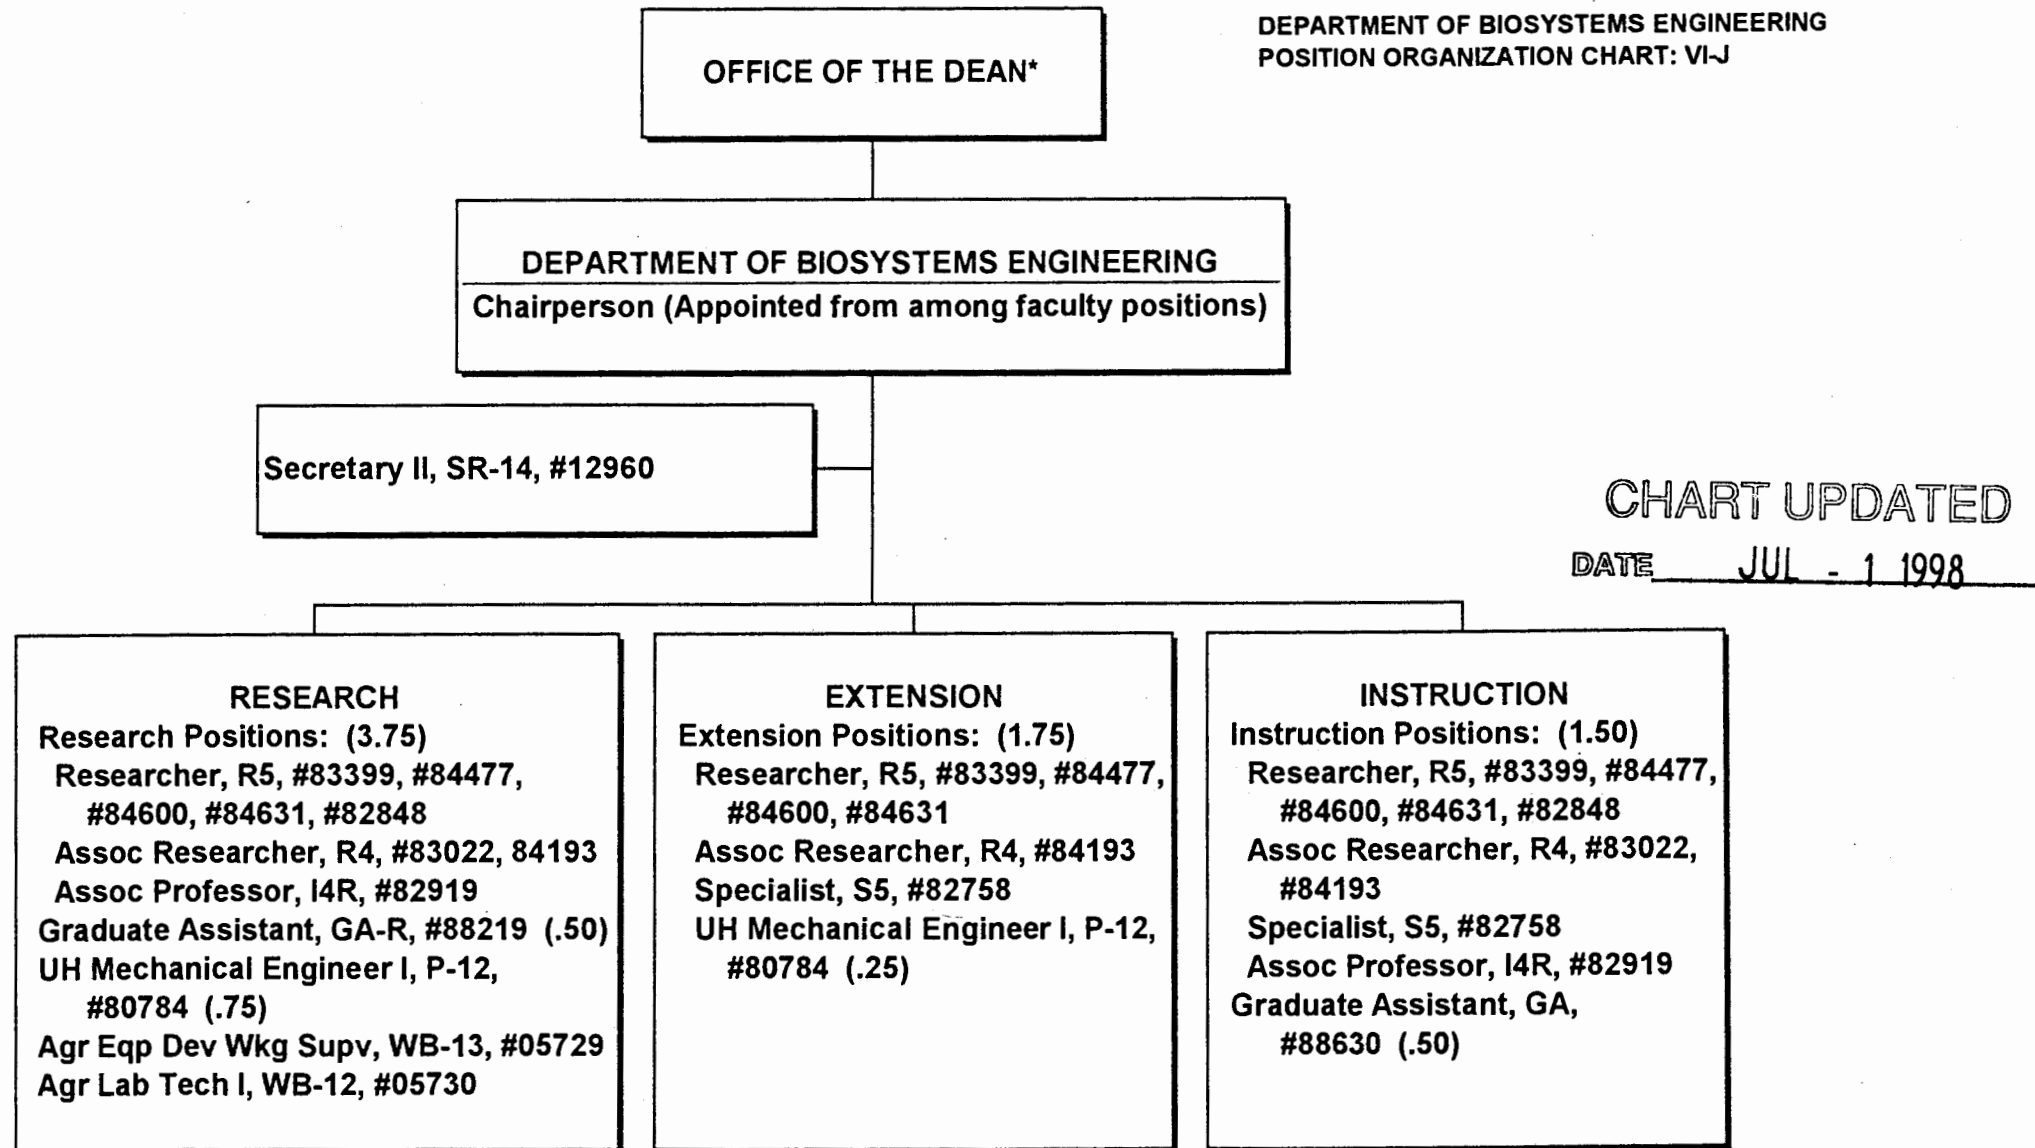 DEPARTMENT OF BIOSYSTEMS ENGINEERING
POSITION ORGANIZATION CHART: VI-J
OFFICE OF THE DEAN*
DEPARTMENT OF BIOSYSTEMS ENGINEERING
Chairperson (Appointed from among faculty positions)
Secretary II, SR-14, #12960
CHART UPDATED
DATE JUL - 1 1998
RESEARCH
Research Positions: (3.75)
Researcher, R5, #83399, #84477,
#84600, #84631, #82848
Assoc Researcher, R4, #83022, 84193
Assoc Professor, I4R, #82919
Graduate Assistant, GA-R, #88219 (.50)
UH Mechanical Engineer I, P-12,
#80784 (.75)
Agr Eqp Dev Wkg Supv, WB-13, #05729
Agr Lab Tech I, WB-12, #05730
EXTENSION
Extension Positions: (1.75)
Researcher, R5, #83399, #84477,
#84600, #84631
Assoc Researcher, R4, #84193
Specialist, S5, #82758
UH Mechanical Engineer I, P-12,
#80784 (.25)
INSTRUCTION
Instruction Positions: (1.50)
Researcher, R5, #83399, #84477,
#84600, #84631, #82848
Assoc Researcher, R4, #83022,
#84193
Specialist, S5, #82758
Assoc Professor, I4R, #82919
Graduate Assistant, GA,
#88630 (.50)